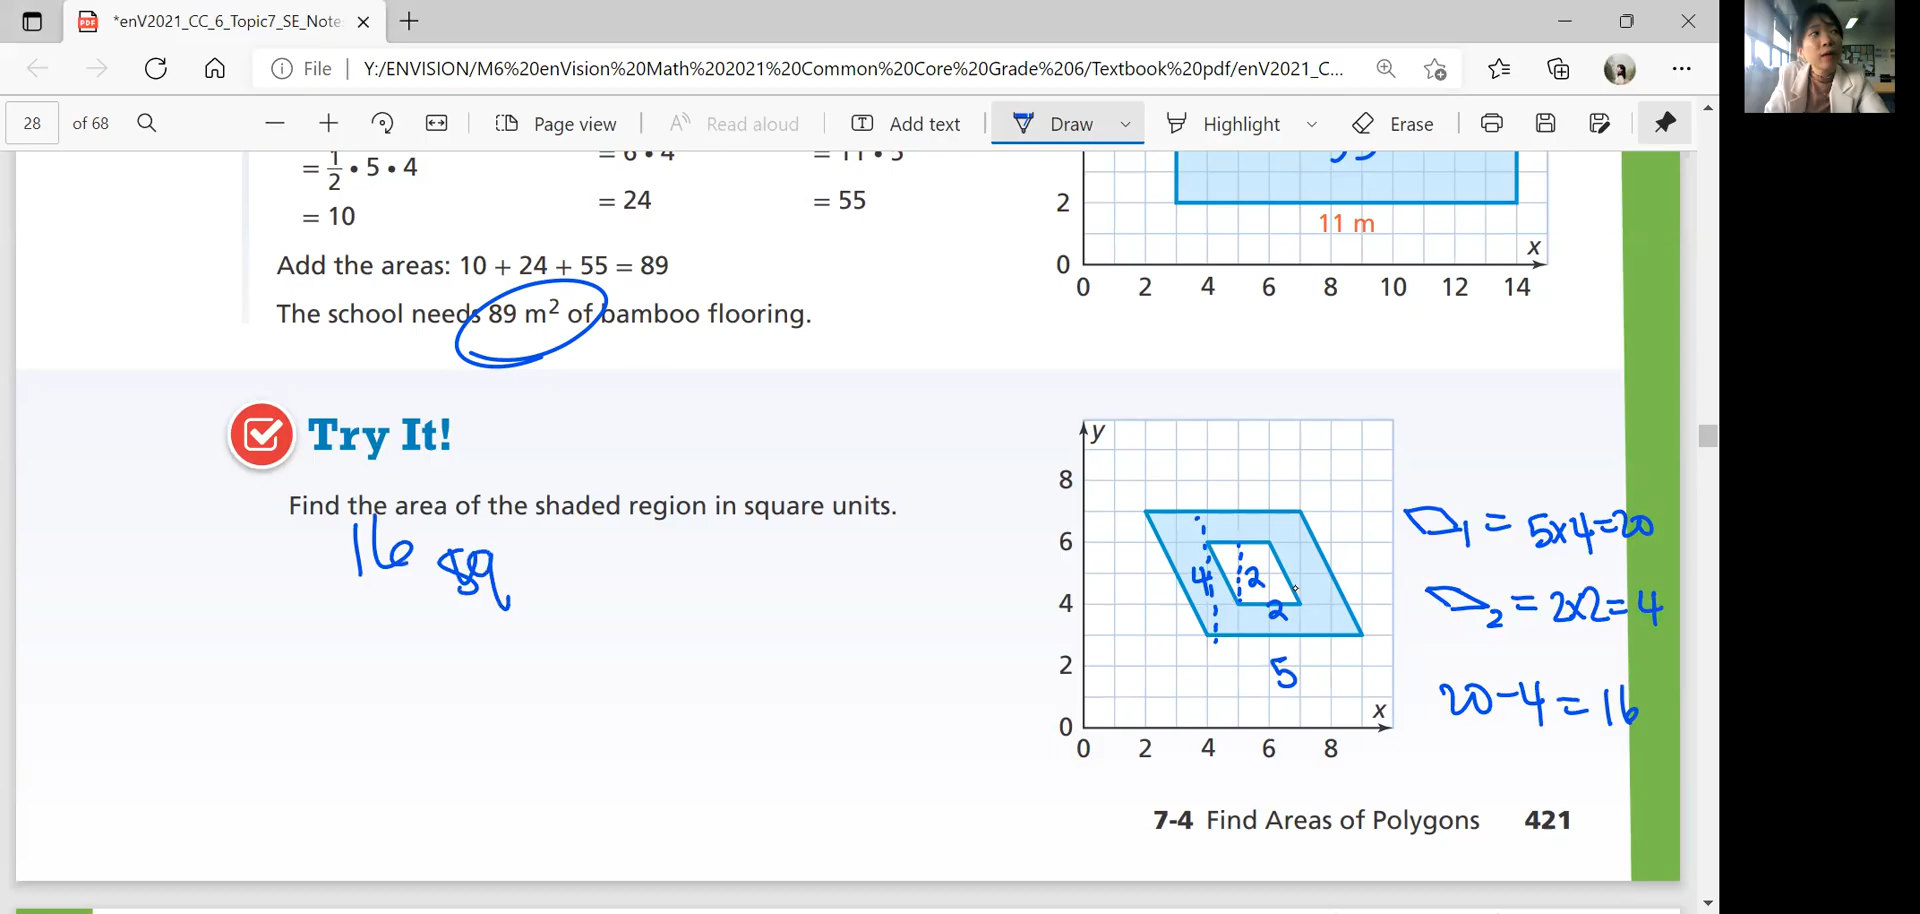 *enV2021_CC_6_Topic7_SE_Note
File Y:/ENVISION/M6%20enVision%20Math%202021%20Common%20Core%20Grade%206/Textbook%20pdf/enV2021_C...
28 of 68 Page view Read aloud Add text Draw Highlight Erase
= 1/2 • 5 • 4
= 10
= 6 • 4
= 24
= 11 • 5
= 55
Add the areas: 10 + 24 + 55 = 89
The school needs 89 m² of bamboo flooring.
55
2
11 m
x
0
0 2 4 6 8 10 12 14
Try It!
Find the area of the shaded region in square units.
16 sq
y
8
6
4
2
0
4
2
2
5
x
0 2 4 6 8
1 = 5x4=20
2 = 2x2=4
20-4=16
7-4 Find Areas of Polygons 421